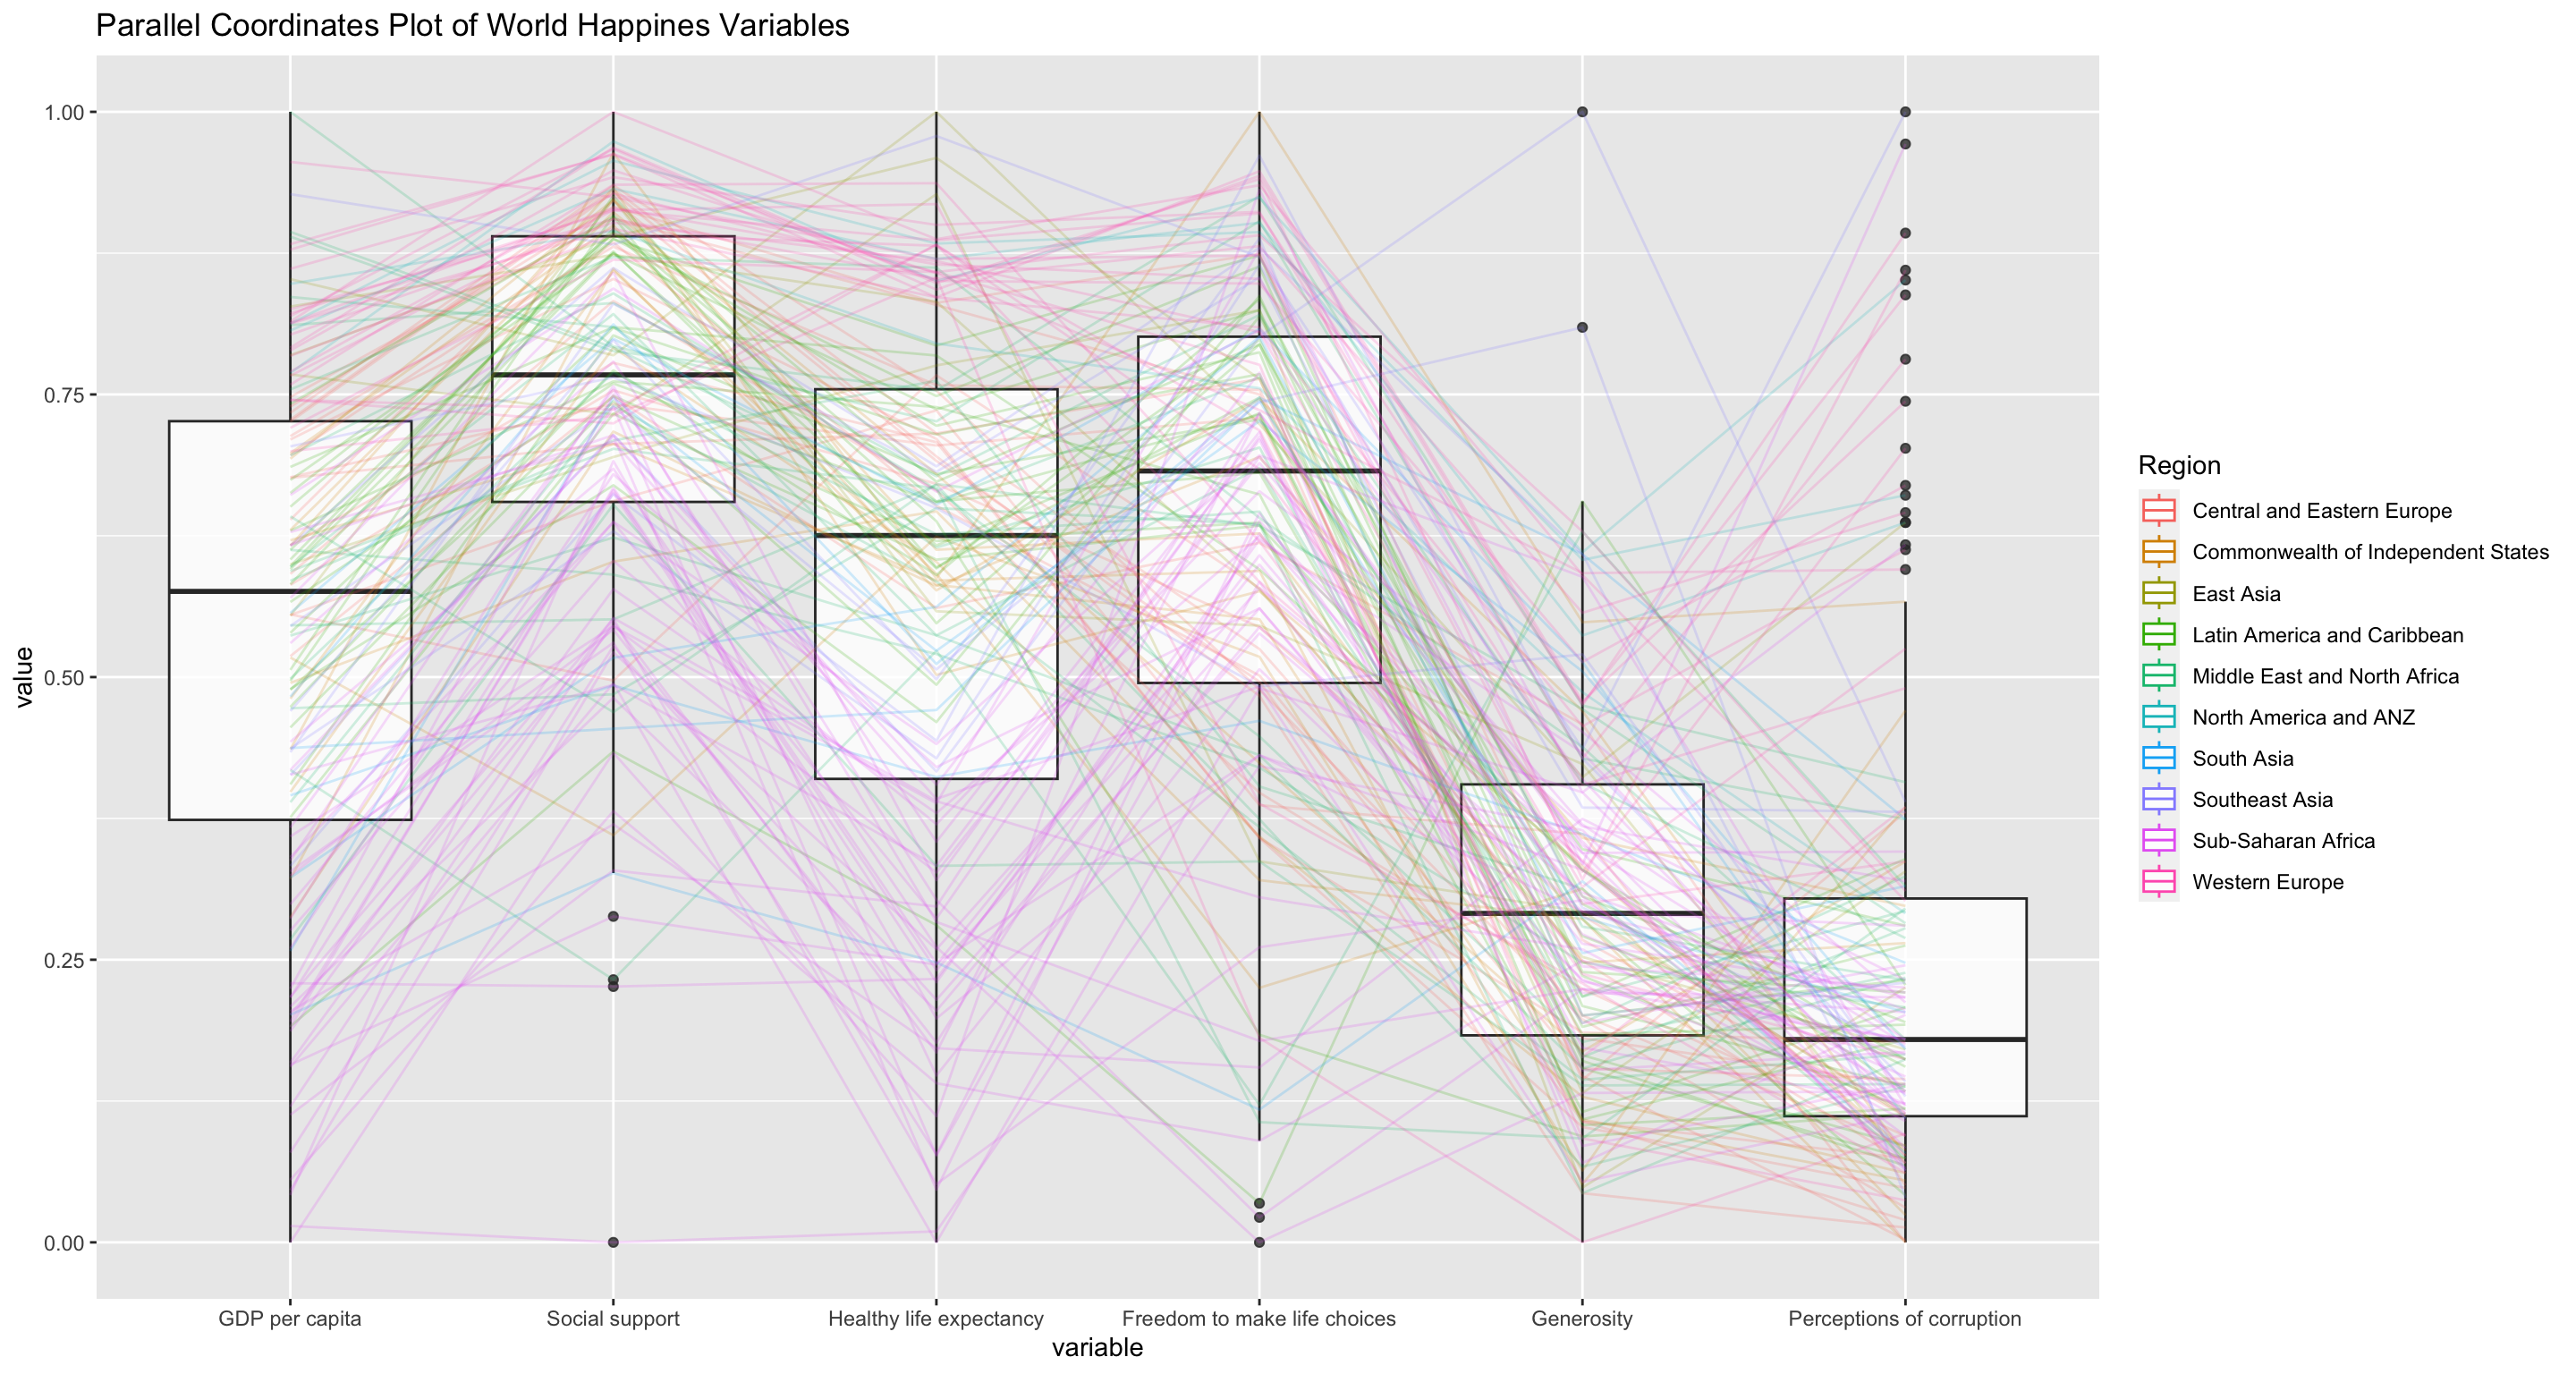 Parallel Coordinates Plot of World Happines Variables
1.00
0.75
0.50
0.25
0.00
value
GDP per capita
Social support
Healthy life expectancy
Freedom to make life choices
Generosity
Perceptions of corruption
variable
Region
Central and Eastern Europe
Commonwealth of Independent States
East Asia
Latin America and Caribbean
Middle East and North Africa
North America and ANZ
South Asia
Southeast Asia
Sub-Saharan Africa
Western Europe